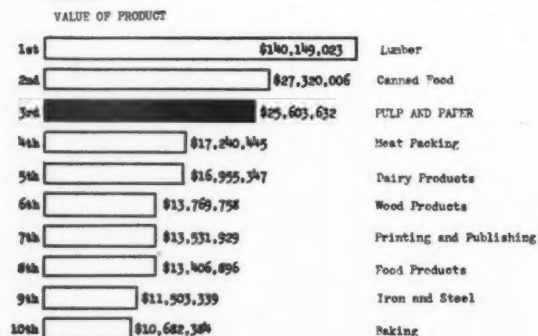 VALUE OF PRODUCT
1st $140,149,023 Lumber
2nd $27,320,006 Canned Food
3rd $25,603,632 PULP AND PAPER
4th $17,240,445 Meat Packing
5th $16,955,347 Dairy Products
6th $13,769,758 Wood Products
7th $13,531,929 Printing and Publishing
8th $13,406,896 Food Products
9th $11,503,339 Iron and Steel
10th $10,682,384 Baking